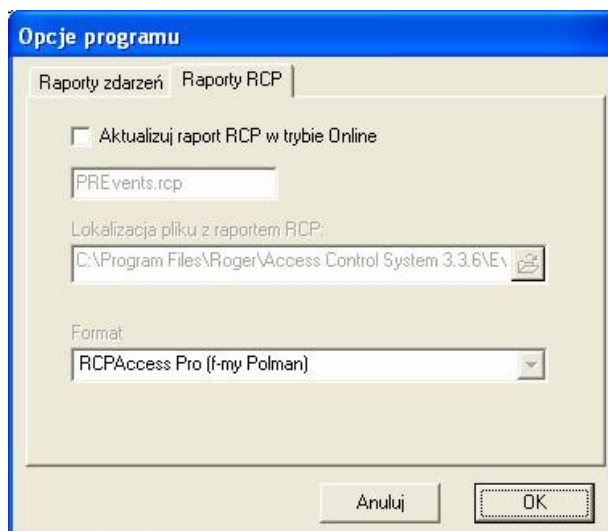 Opcje programu
Raporty zdarzeń
Raporty RCP
Aktualizuj raport RCP w trybie Online
PREvents.rcp
Lokalizacja pliku z raportem RCP:
C:\Program Files\Roger\Access Control System 3.3.6\Ev
Format
RCPAccess Pro (f-my Polman)
Anuluj
OK